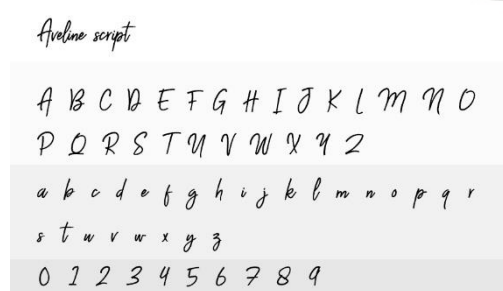 Aveline script
A B C D E F G H I J K L M N O
P Q R S T U V W X Y Z
a b c d e f g h i j k l m n o p q r
s t u v w x y z
0 1 2 3 4 5 6 7 8 9